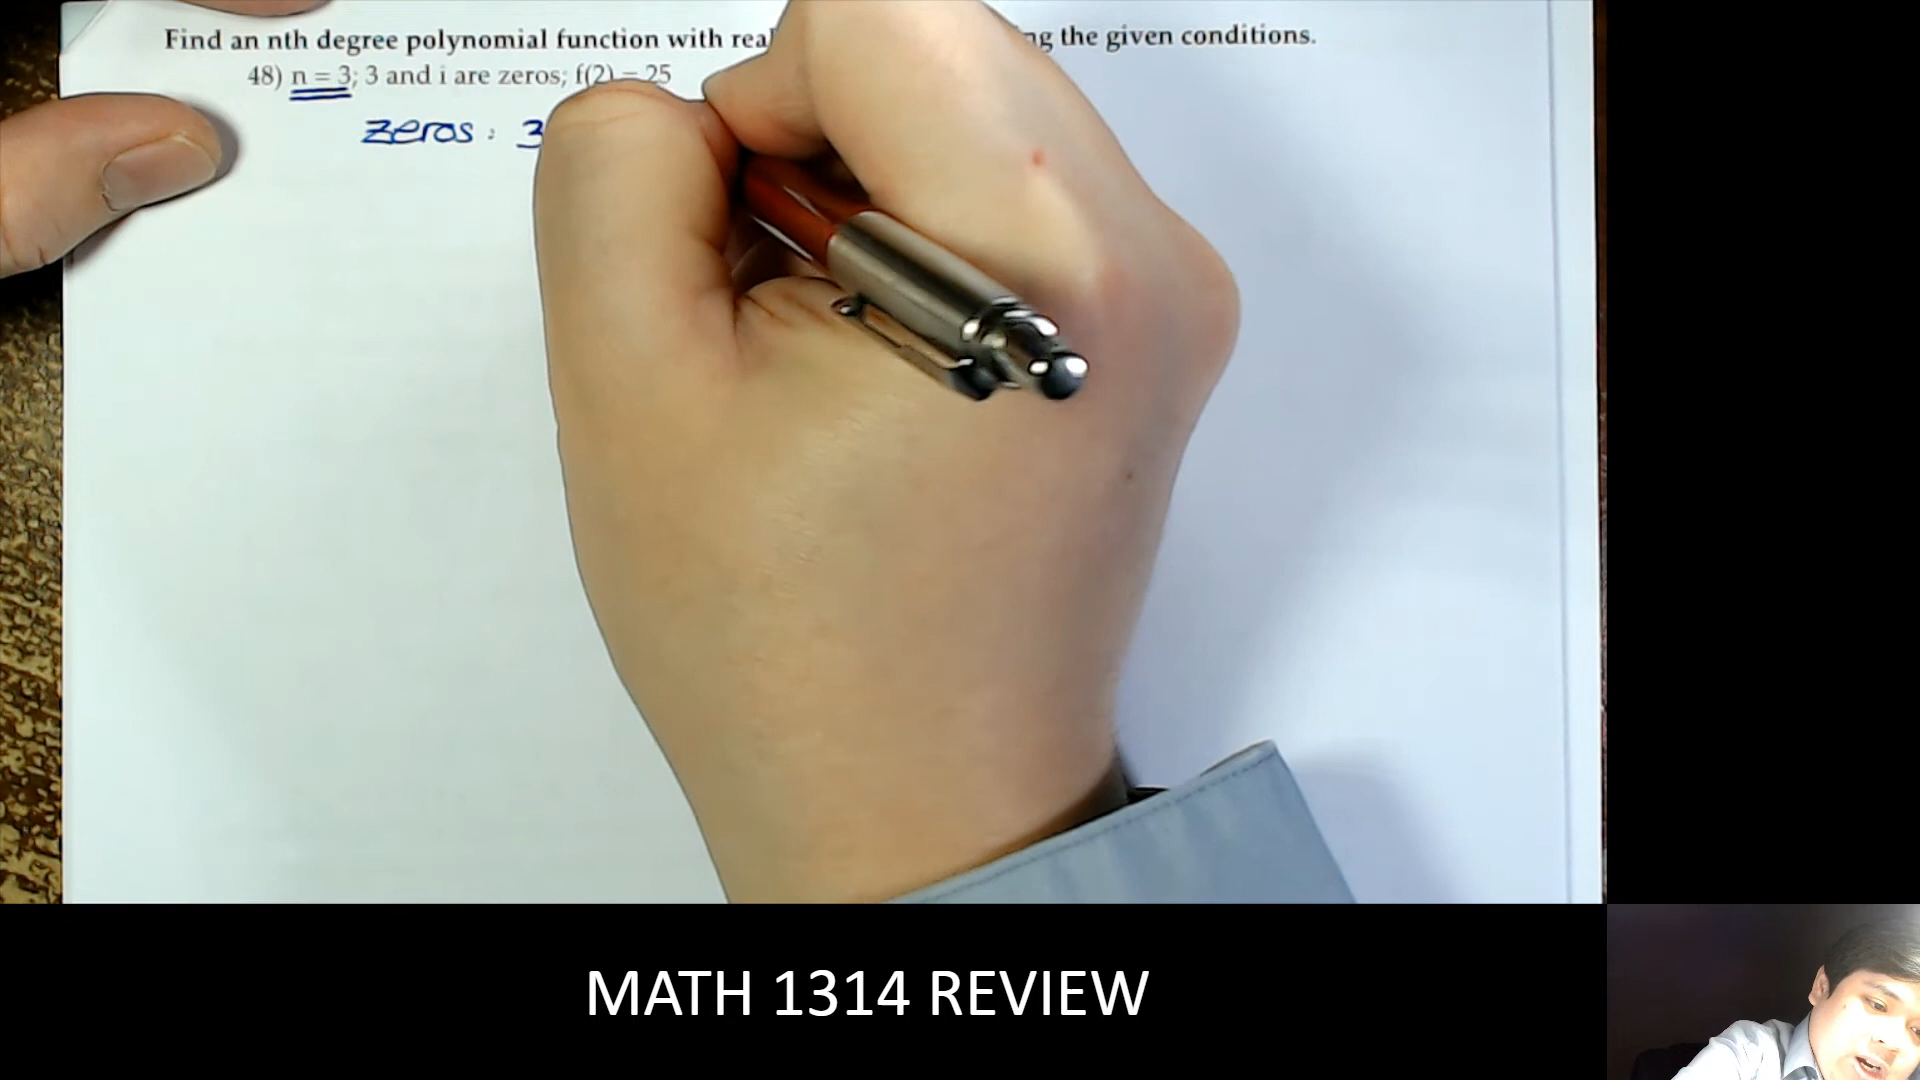 Find an nth degree polynomial function with real the given conditions.
48) n = 3; 3 and i are zeros; f(2) = 25
zeros : 3
MATH 1314 REVIEW